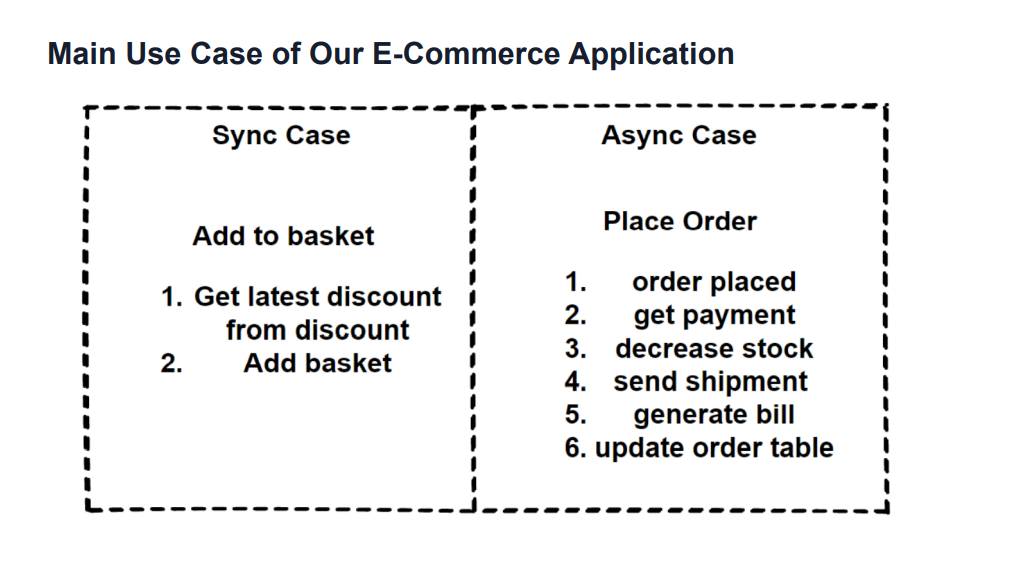 Main Use Case of Our E-Commerce Application
Sync Case
Add to basket
1. Get latest discount
from discount
2. Add basket
Async Case
Place Order
1. order placed
2. get payment
3. decrease stock
4. send shipment
5. generate bill
6. update order table